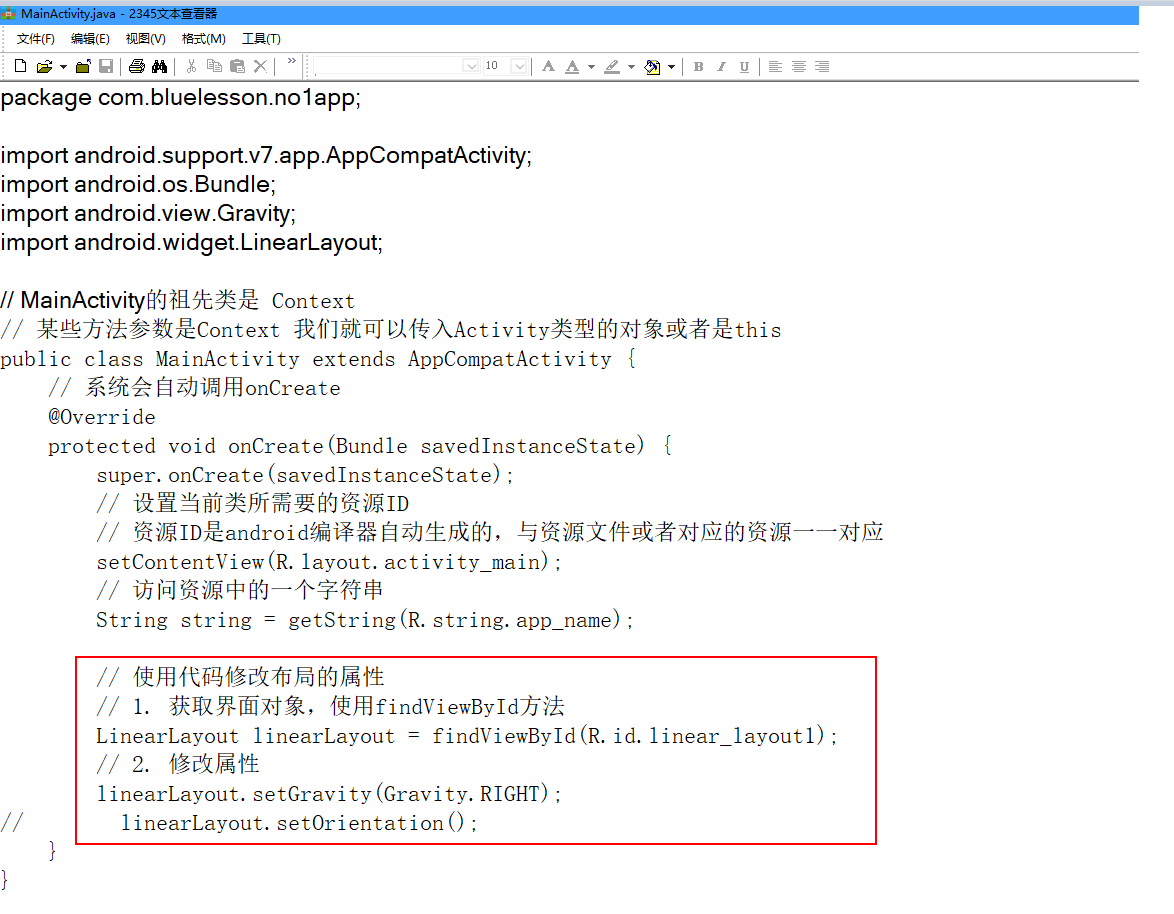 MainActivity.java - 2345文本查看器
文件(F) 编辑(E) 视图(V) 格式(M) 工具(T)
10 A A B I U
package com.bluelesson.no1app;
import android.support.v7.app.AppCompatActivity;
import android.os.Bundle;
import android.view.Gravity;
import android.widget.LinearLayout;
// MainActivity的祖先类是 Context
// 某些方法参数是Context 我们就可以传入Activity类型的对象或者是this
public class MainActivity extends AppCompatActivity {
// 系统会自动调用onCreate
@Override
protected void onCreate(Bundle savedInstanceState) {
super.onCreate(savedInstanceState);
// 设置当前类所需要的资源ID
// 资源ID是android编译器自动生成的，与资源文件或者对应的资源一一对应
setContentView(R.layout.activity_main);
// 访问资源中的一个字符串
String string = getString(R.string.app_name);
// 使用代码修改布局的属性
// 1. 获取界面对象，使用findViewById方法
LinearLayout linearLayout = findViewById(R.id.linear_layout1);
// 2. 修改属性
linearLayout.setGravity(Gravity.RIGHT);
// linearLayout.setOrientation();
}
}